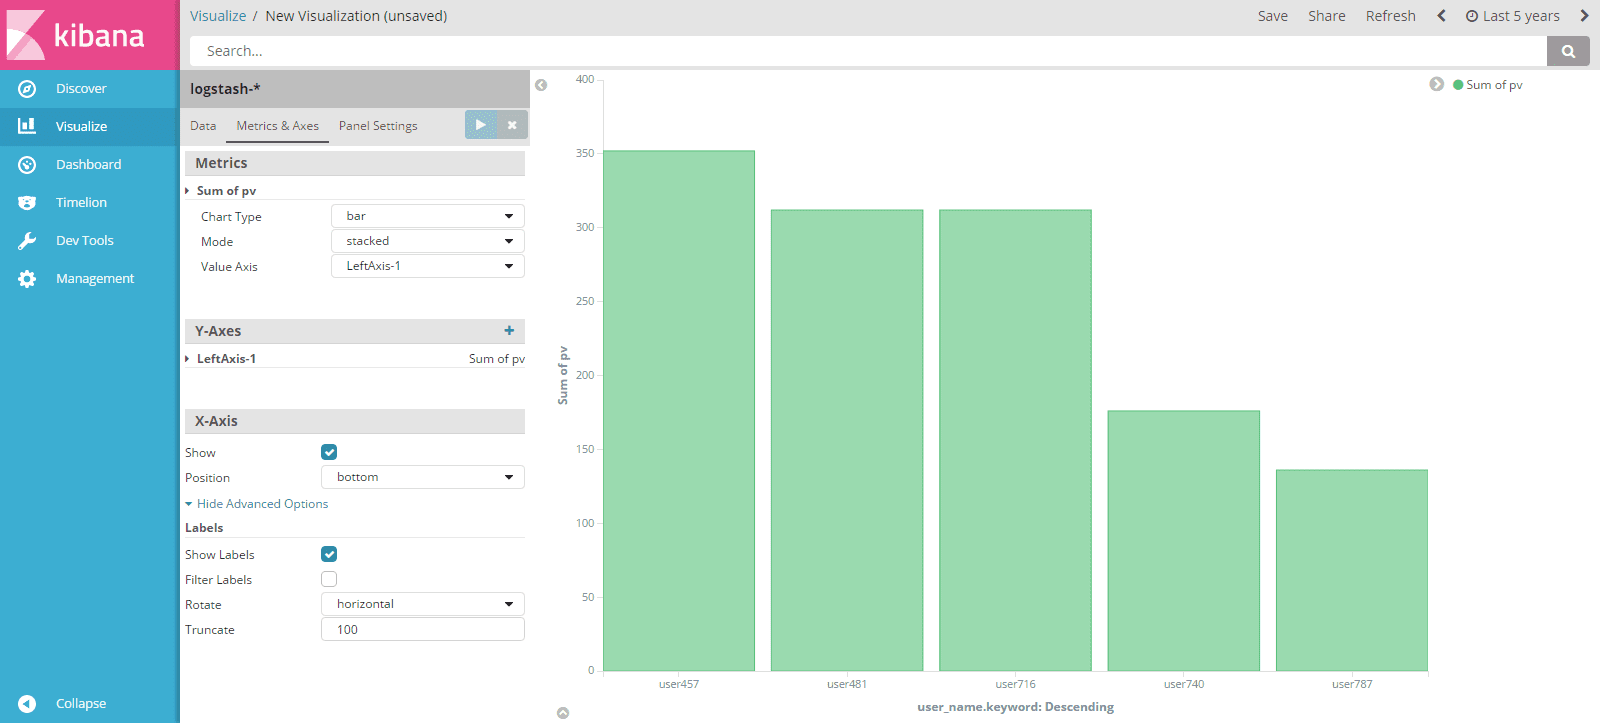 kibana
Discover
Visualize
Dashboard
Timelion
Dev Tools
Management
Collapse
Visualize / New Visualization (unsaved)
Save Share Refresh Last 5 years
Search...
logstash-*
Data Metrics & Axes Panel Settings
Metrics
Sum of pv
Chart Type bar
Mode stacked
Value Axis LeftAxis-1
Y-Axes
LeftAxis-1 Sum of pv
X-Axis
Show
Position bottom
Hide Advanced Options
Labels
Show Labels
Filter Labels
Rotate horizontal
Truncate 100
Sum of pv
400
350
300
250
200
150
100
50
0
user457 user481 user716 user740 user787
user_name.keyword: Descending
Sum of pv